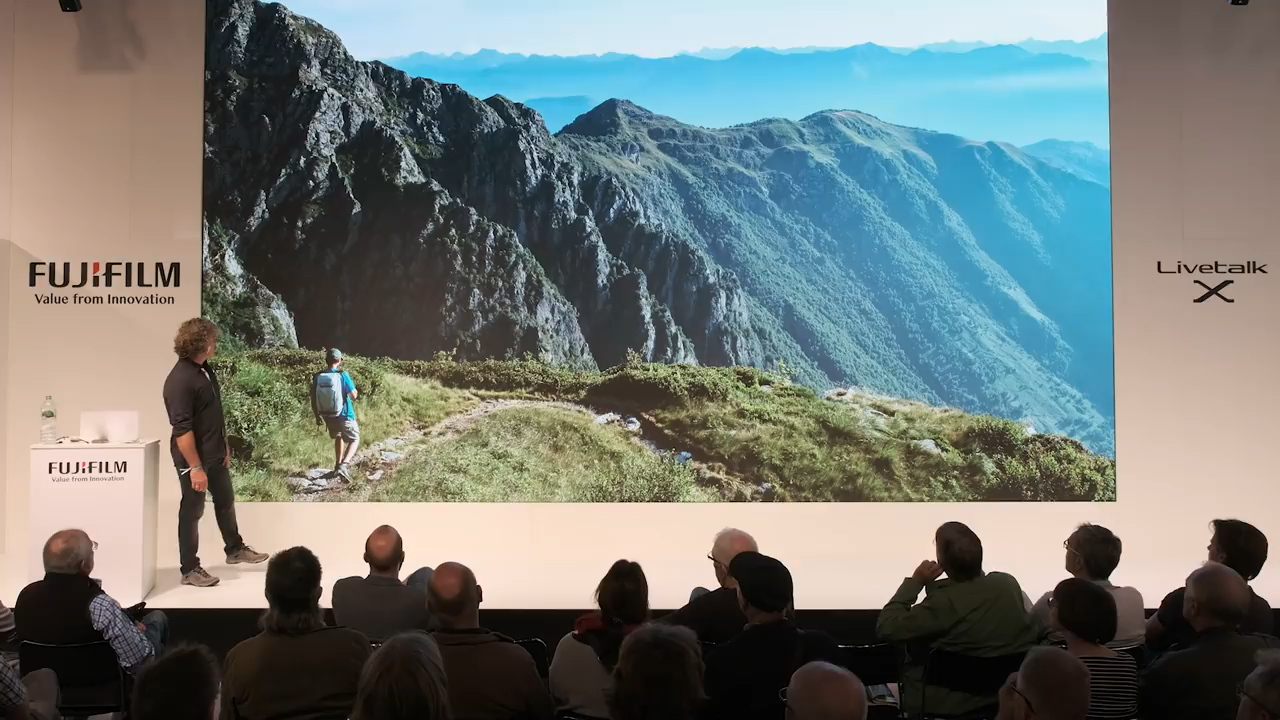 FUJIFILM
Value from Innovation
Livetalk
X
FUJIFILM
Value from Innovation